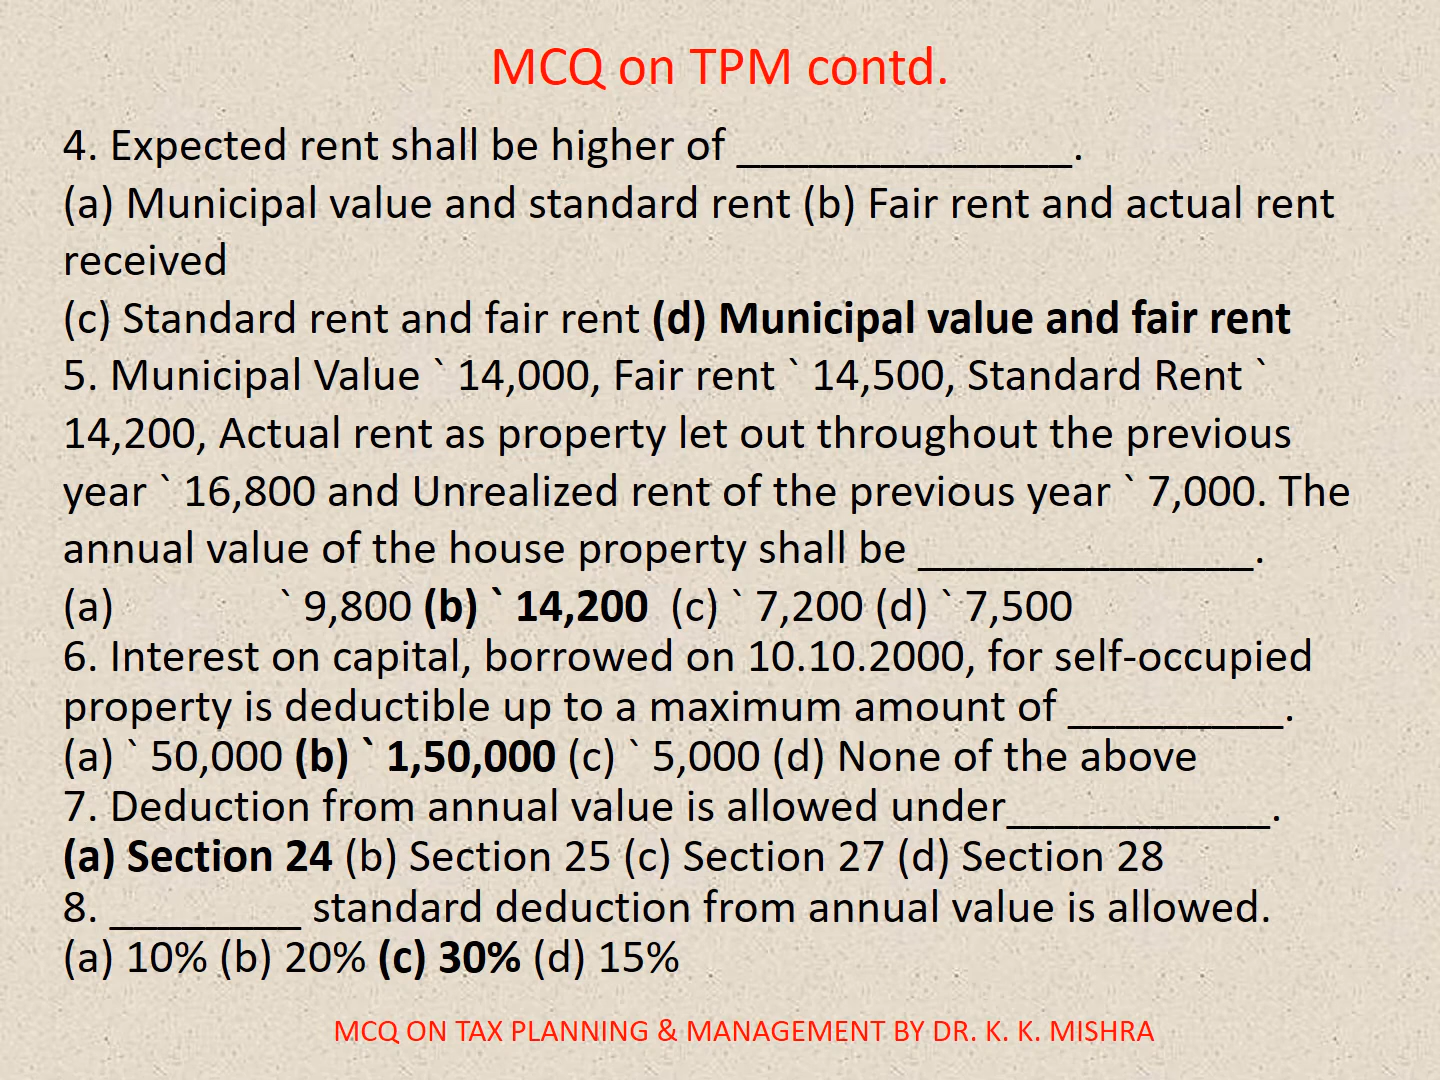 MCQ on TPM contd.
4. Expected rent shall be higher of ______________.
(a) Municipal value and standard rent (b) Fair rent and actual rent
received
(c) Standard rent and fair rent (d) Municipal value and fair rent
5. Municipal Value ` 14,000, Fair rent ` 14,500, Standard Rent `
14,200, Actual rent as property let out throughout the previous
year ` 16,800 and Unrealized rent of the previous year ` 7,000. The
annual value of the house property shall be ______________.
(a) ` 9,800 (b) ` 14,200 (c) ` 7,200 (d) ` 7,500
6. Interest on capital, borrowed on 10.10.2000, for self-occupied
property is deductible up to a maximum amount of _________.
(a) ` 50,000 (b) ` 1,50,000 (c) ` 5,000 (d) None of the above
7. Deduction from annual value is allowed under___________.
(a) Section 24 (b) Section 25 (c) Section 27 (d) Section 28
8. ________ standard deduction from annual value is allowed.
(a) 10% (b) 20% (c) 30% (d) 15%
MCQ ON TAX PLANNING & MANAGEMENT BY DR. K. K. MISHRA